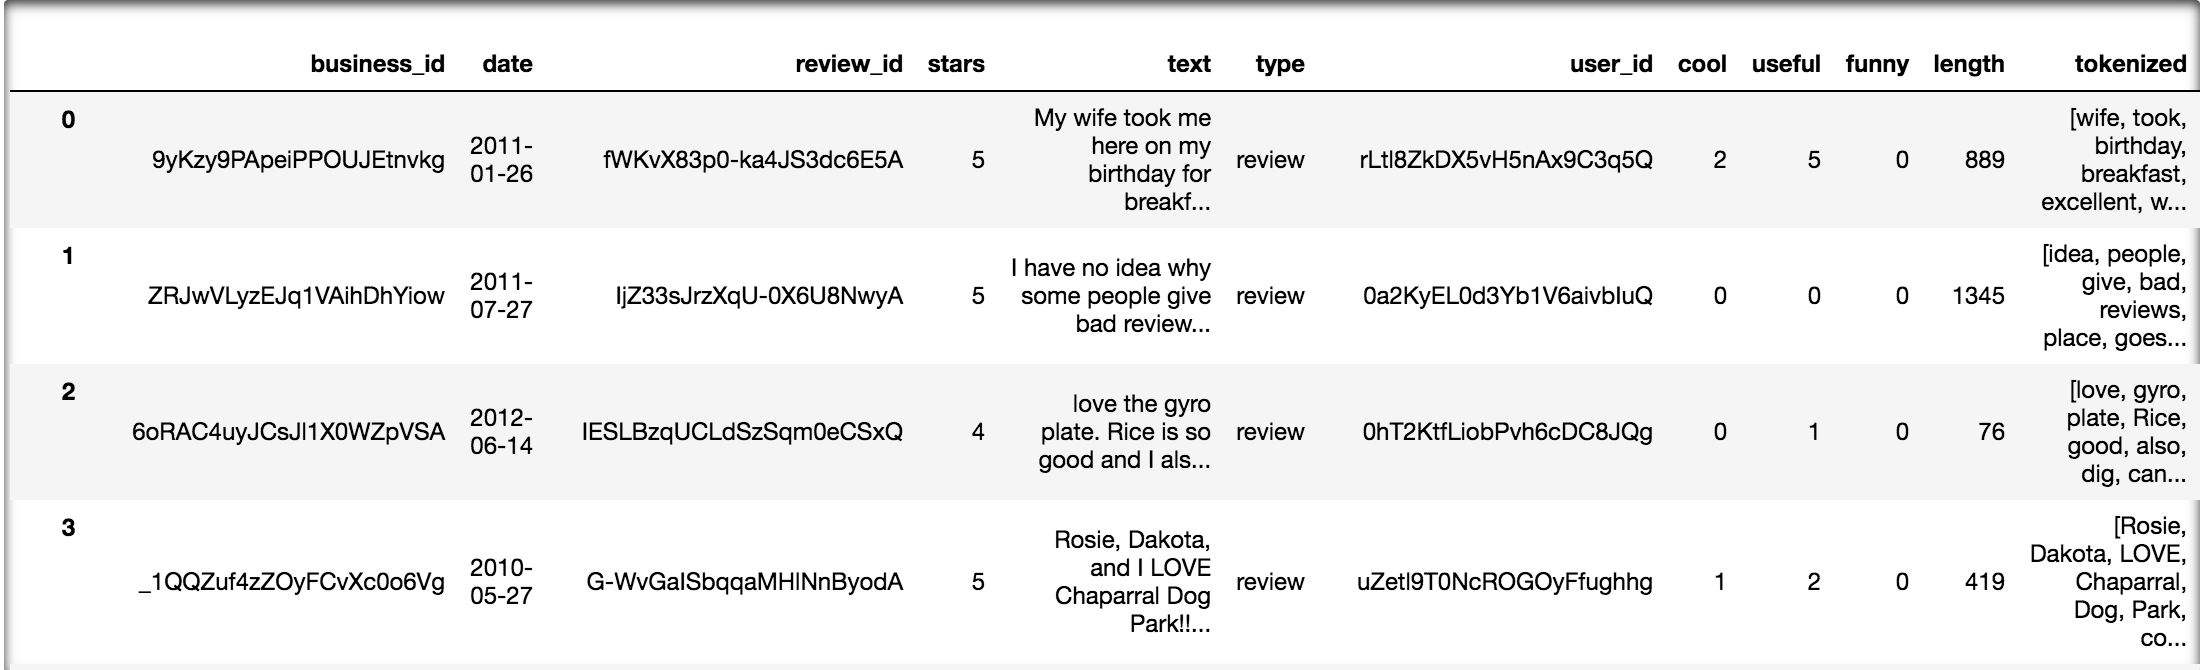 business_id date review_id stars text type user_id cool useful funny length tokenized
0 9yKzy9PApeiPPOUJEtnvkg 2011-01-26 fWKvX83p0-ka4JS3dc6E5A 5 My wife took me here on my birthday for breakf... review rLtl8ZkDX5vH5nAx9C3q5Q 2 5 0 889 [wife, took, birthday, breakfast, excellent, w...
1 ZRJwVLyzEJq1VAihDhYiow 2011-07-27 IjZ33sJrzXqU-0X6U8NwyA 5 I have no idea why some people give bad review... review 0a2KyEL0d3Yb1V6aivbIuQ 0 0 0 1345 [idea, people, give, bad, reviews, place, goes...
2 6oRAC4uyJCsJl1X0WZpVSA 2012-06-14 IESLBzqUCLdSzSqm0eCSxQ 4 love the gyro plate. Rice is so good and I als... review 0hT2KtfLiobPvh6cDC8JQg 0 1 0 76 [love, gyro, plate, Rice, good, also, dig, can...
3 _1QQZuf4zZOyFCvXc0o6Vg 2010-05-27 G-WvGaISbqqaMHlNnByodA 5 Rosie, Dakota, and I LOVE Chaparral Dog Park!!... review uZetl9T0NcROGOyFfughhg 1 2 0 419 [Rosie, Dakota, LOVE, Chaparral, Dog, Park, co...